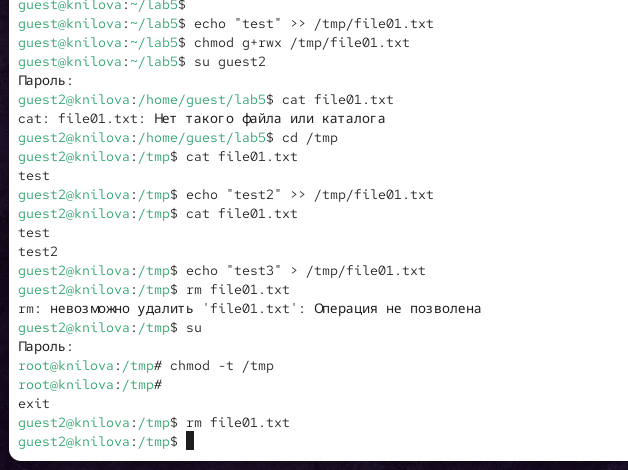 guest@knilova:~/lab5$
guest@knilova:~/lab5$ echo "test" >> /tmp/file01.txt
guest@knilova:~/lab5$ chmod g+rwx /tmp/file01.txt
guest@knilova:~/lab5$ su guest2
Пароль:
guest2@knilova:/home/guest/lab5$ cat file01.txt
cat: file01.txt: Нет такого файла или каталога
guest2@knilova:/home/guest/lab5$ cd /tmp
guest2@knilova:/tmp$ cat file01.txt
test
guest2@knilova:/tmp$ echo "test2" >> /tmp/file01.txt
guest2@knilova:/tmp$ cat file01.txt
test
test2
guest2@knilova:/tmp$ echo "test3" > /tmp/file01.txt
guest2@knilova:/tmp$ rm file01.txt
rm: невозможно удалить 'file01.txt': Операция не позволена
guest2@knilova:/tmp$ su
Пароль:
root@knilova:/tmp# chmod -t /tmp
root@knilova:/tmp#
exit
guest2@knilova:/tmp$ rm file01.txt
guest2@knilova:/tmp$